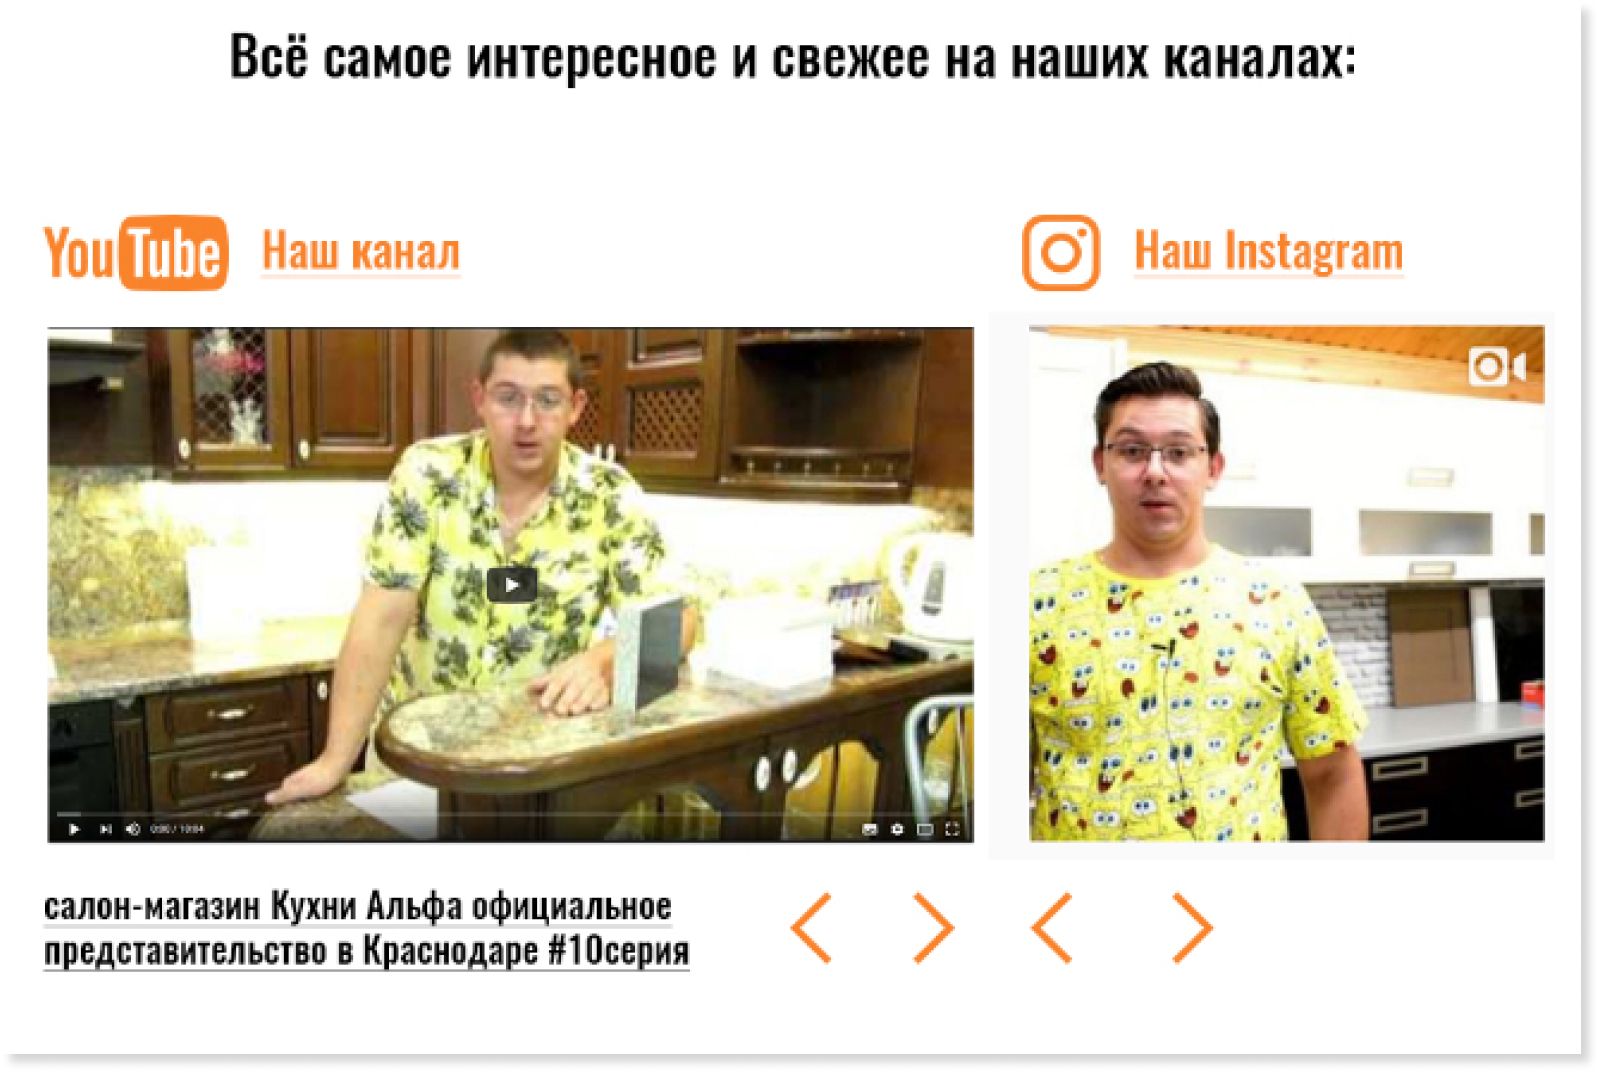 Всё самое интересное и свежее на наших каналах:
YouTube Наш канал
Наш Instagram
0:00 / 10:04
салон-магазин Кухни Альфа официальное
представительство в Краснодаре #10серия